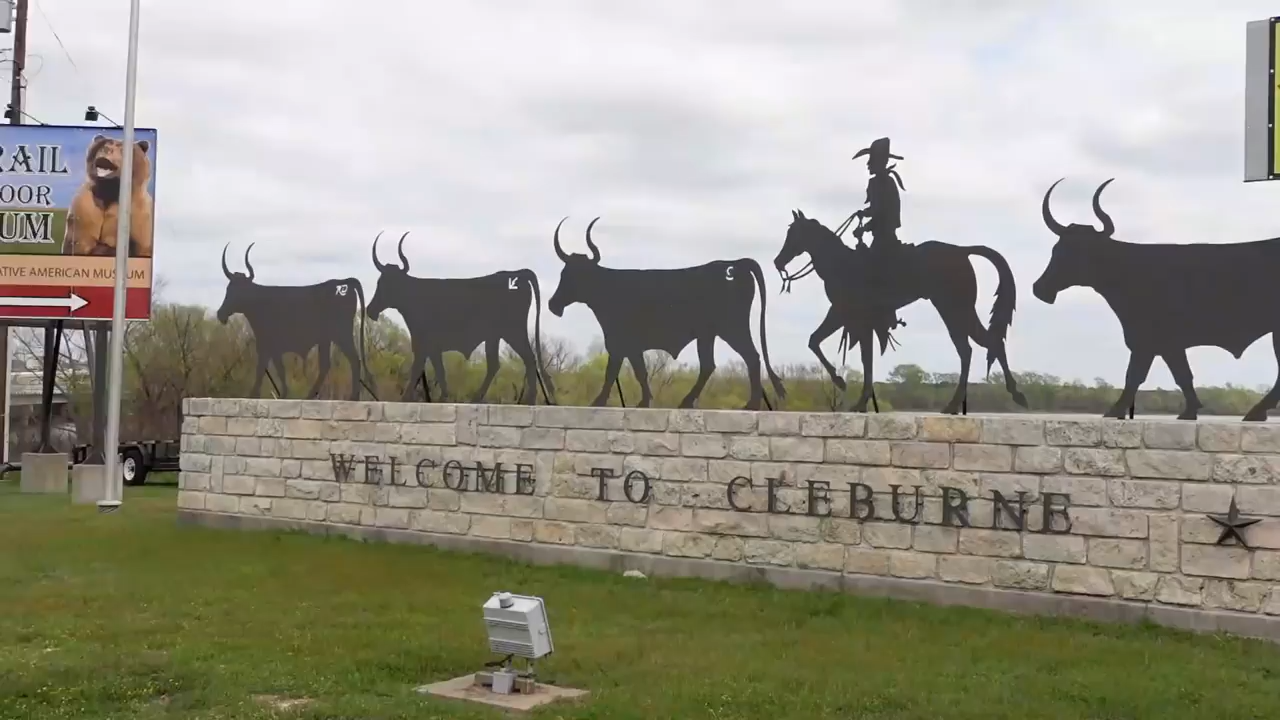 RAIL
OOR
UM
ATIVE AMERICAN MUSEUM
WELCOME TO CLEBURNE